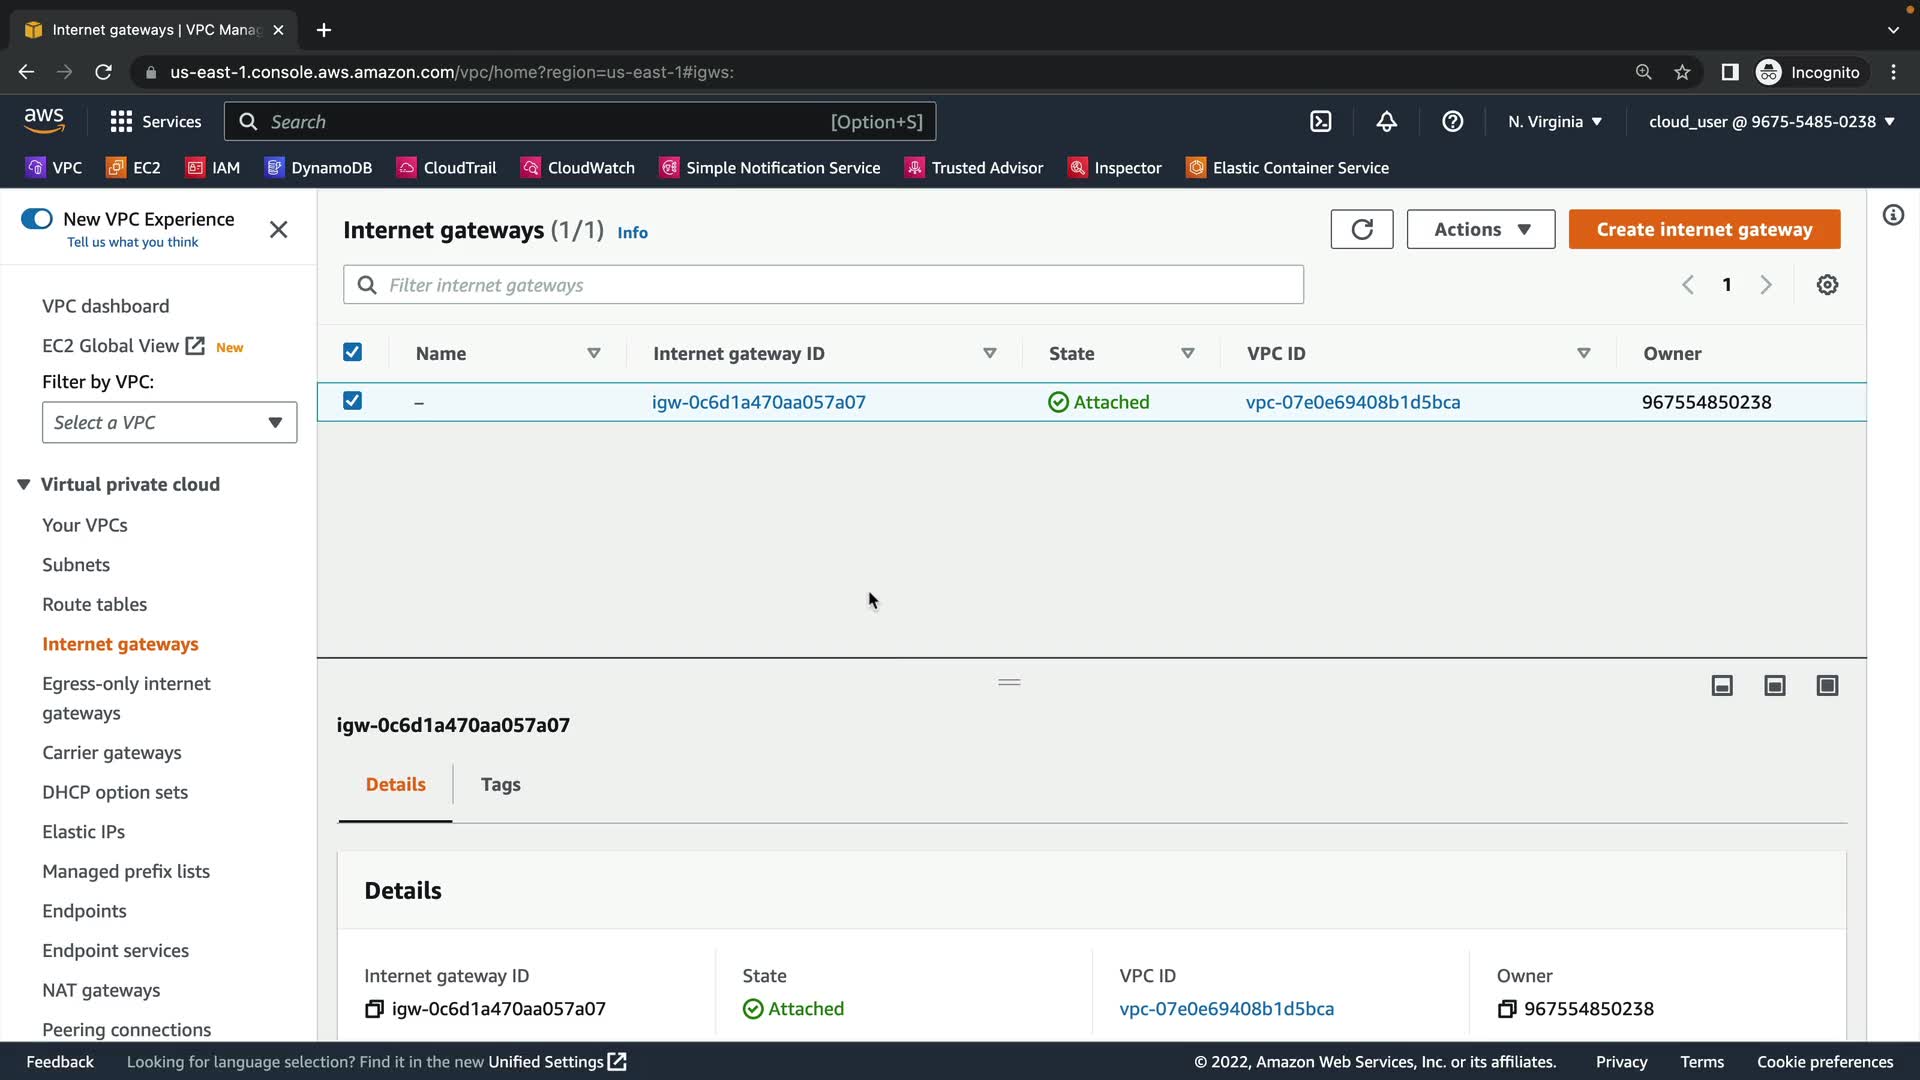 Internet gateways | VPC Manag
us-east-1.console.aws.amazon.com/vpc/home?region=us-east-1#igws:
Incognito
aws
Services
Search
[Option+S]
N. Virginia
cloud_user @ 9675-5485-0238
VPC
EC2
IAM
DynamoDB
CloudTrail
CloudWatch
Simple Notification Service
Trusted Advisor
Inspector
Elastic Container Service
New VPC Experience
Tell us what you think
VPC dashboard
EC2 Global View
New
Filter by VPC:
Select a VPC
Virtual private cloud
Your VPCs
Subnets
Route tables
Internet gateways
Egress-only internet
gateways
Carrier gateways
DHCP option sets
Elastic IPs
Managed prefix lists
Endpoints
Endpoint services
NAT gateways
Peering connections
Internet gateways (1/1) Info
Actions
Create internet gateway
Filter internet gateways
1
Name
Internet gateway ID
State
VPC ID
Owner
–
igw-0c6d1a470aa057a07
Attached
vpc-07e0e69408b1d5bca
967554850238
igw-0c6d1a470aa057a07
Details
Tags
Details
Internet gateway ID
igw-0c6d1a470aa057a07
State
Attached
VPC ID
vpc-07e0e69408b1d5bca
Owner
967554850238
Feedback
Looking for language selection? Find it in the new Unified Settings
© 2022, Amazon Web Services, Inc. or its affiliates.
Privacy
Terms
Cookie preferences